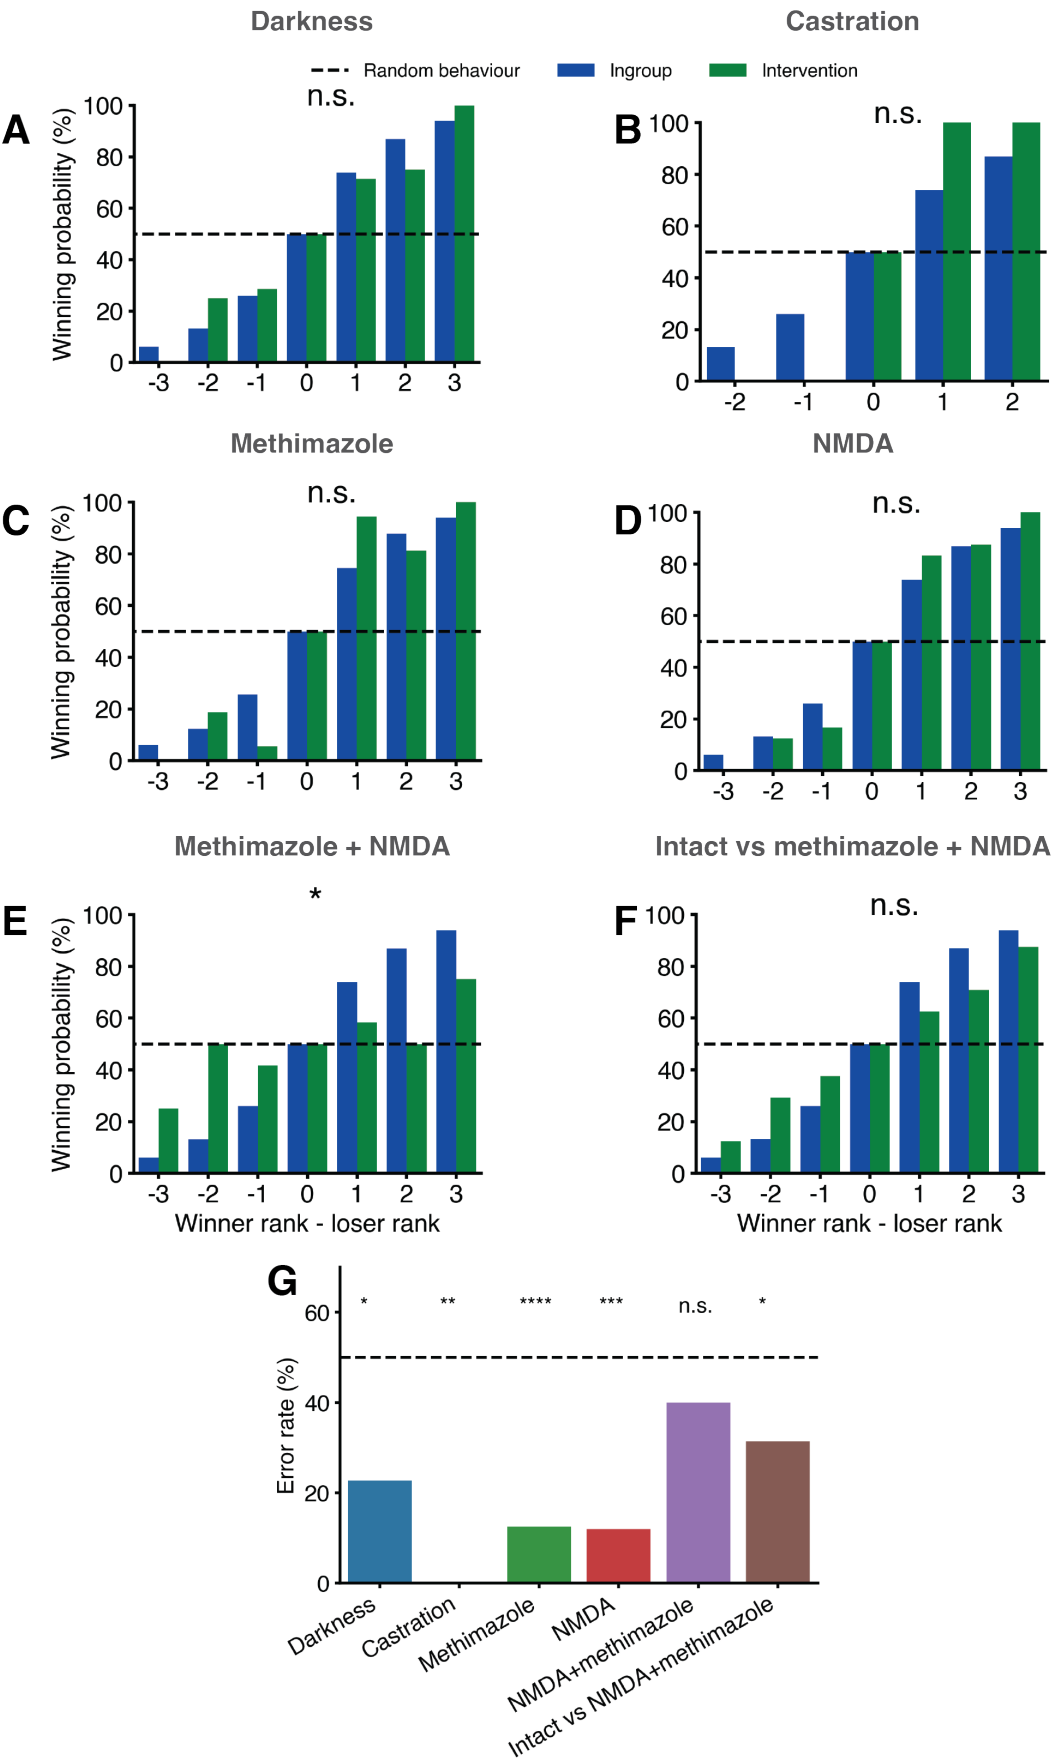 Darkness
Castration
Random behaviour
Ingroup
Intervention
A
n.s.
Winning probability (%)
100
80
60
40
20
0
-3 -2 -1 0 1 2 3
B
n.s.
100
80
60
40
20
0
-2 -1 0 1 2
Methimazole
NMDA
C
n.s.
Winning probability (%)
100
80
60
40
20
0
-3 -2 -1 0 1 2 3
D
n.s.
100
80
60
40
20
0
-3 -2 -1 0 1 2 3
Methimazole + NMDA
Intact vs methimazole + NMDA
E
*
Winning probability (%)
100
80
60
40
20
0
-3 -2 -1 0 1 2 3
Winner rank - loser rank
F
n.s.
100
80
60
40
20
0
-3 -2 -1 0 1 2 3
Winner rank - loser rank
G
* ** **** *** n.s. *
Error rate (%)
60
40
20
0
Darkness
Castration
Methimazole
NMDA
NMDA+methimazole
Intact vs NMDA+methimazole